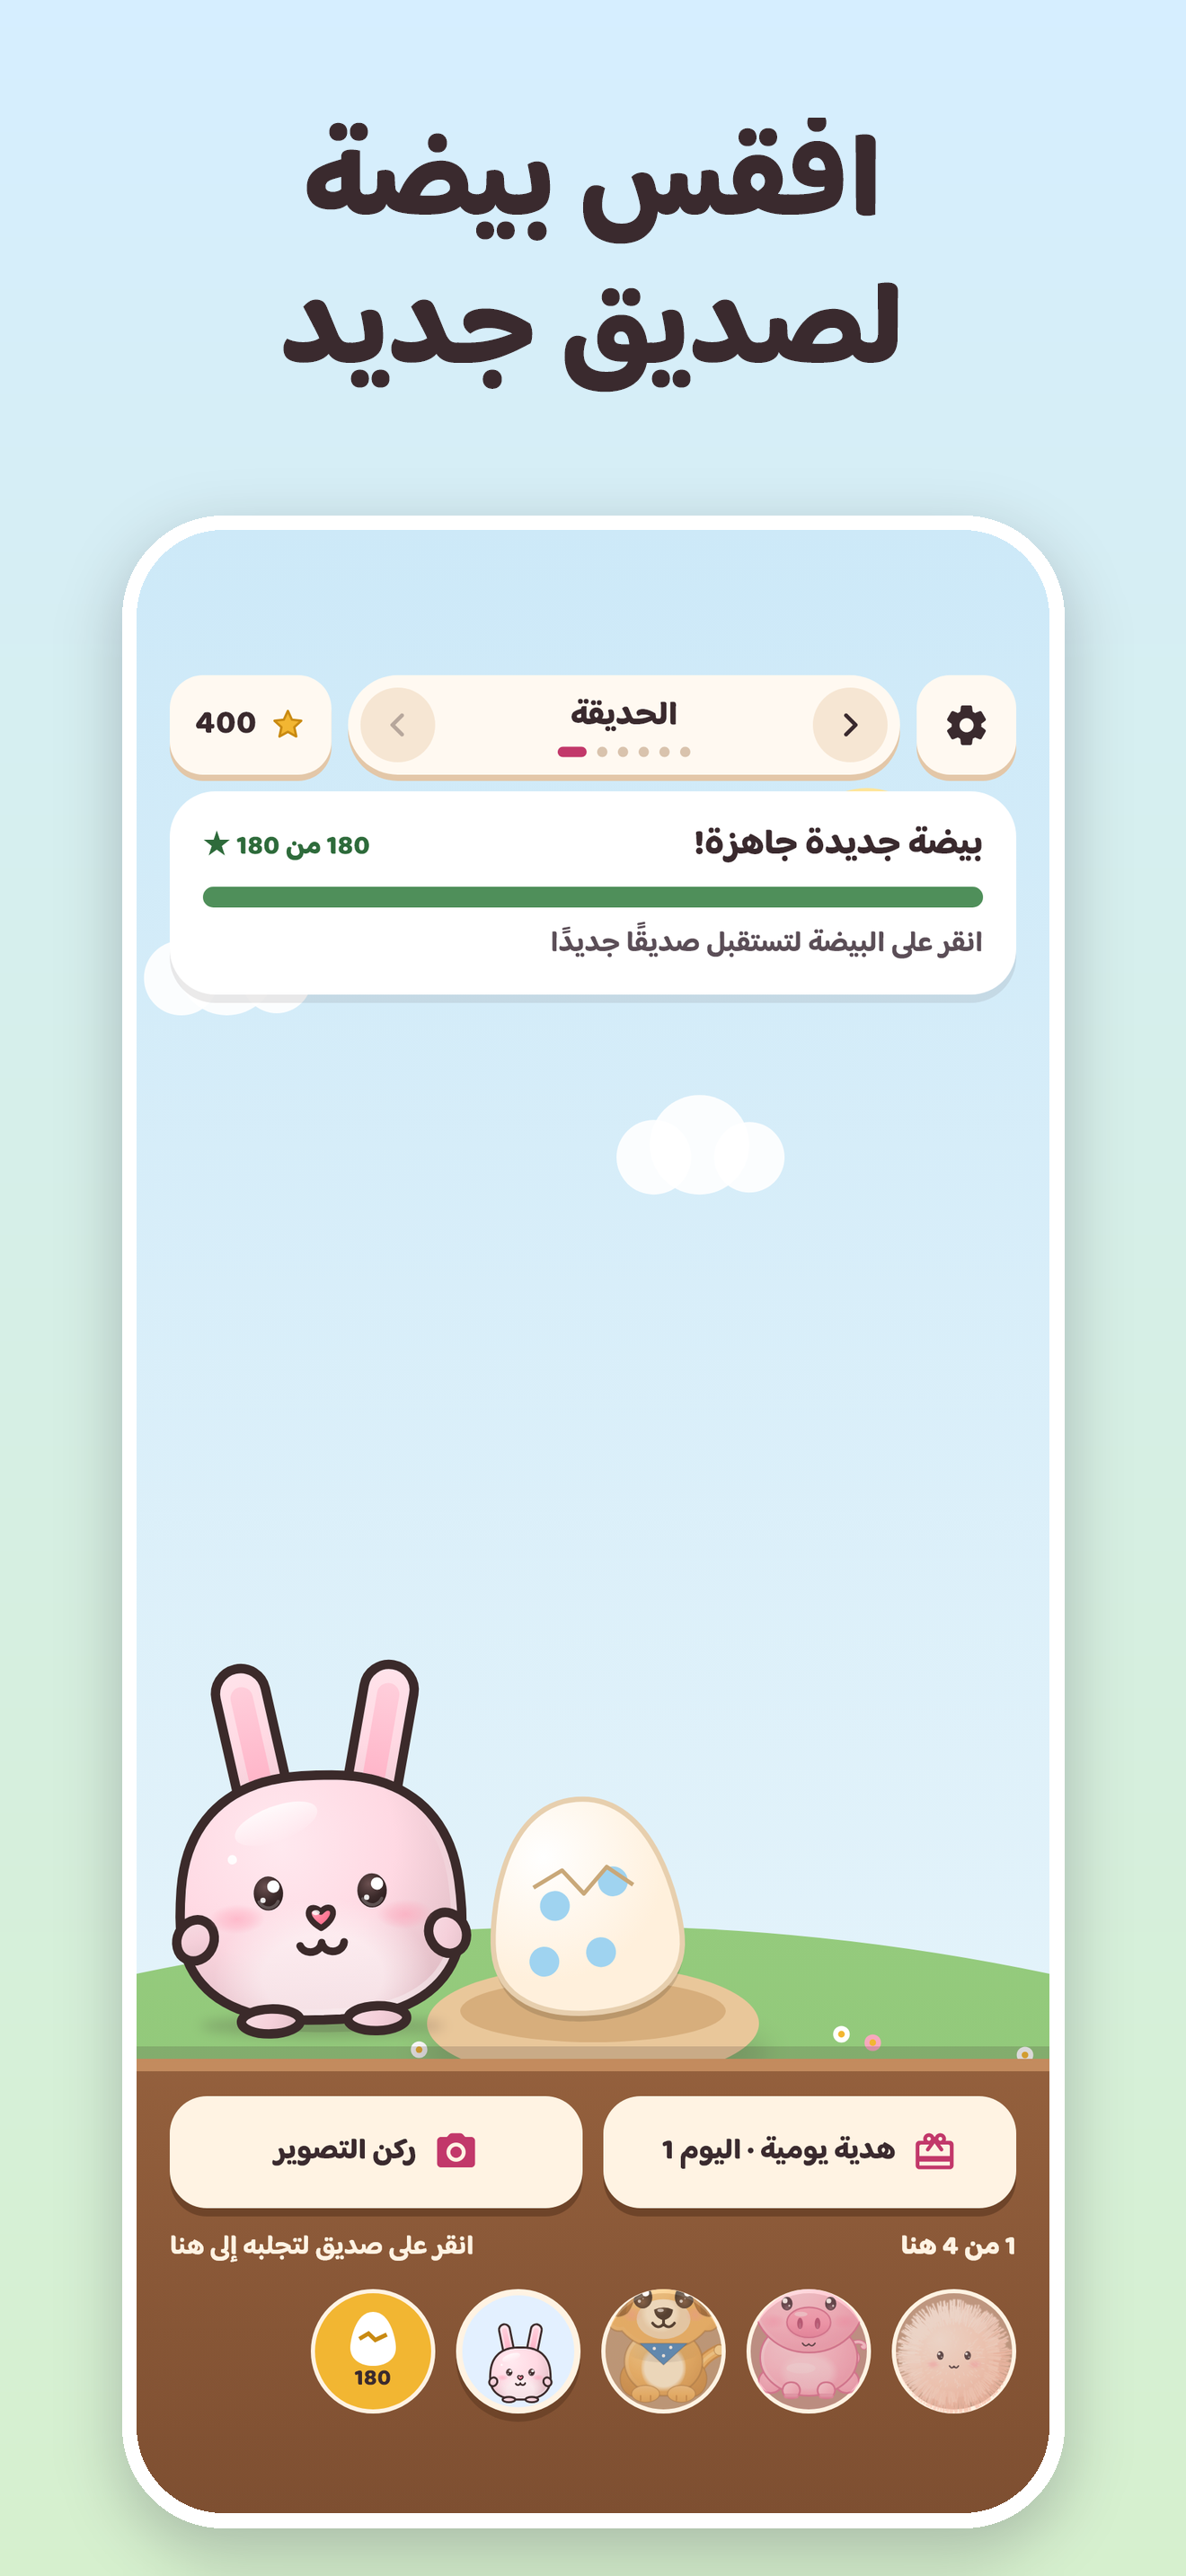 افقس بيضة
لصديق جديد
الحديقة
400
بيضة جديدة جاهزة!
180 من 180 ★
انقر على البيضة لتستقبل صديقًا جديدًا
هدية يومية · اليوم 1
ركن التصوير
1 من 4 هنا
انقر على صديق لتجلبه إلى هنا
180